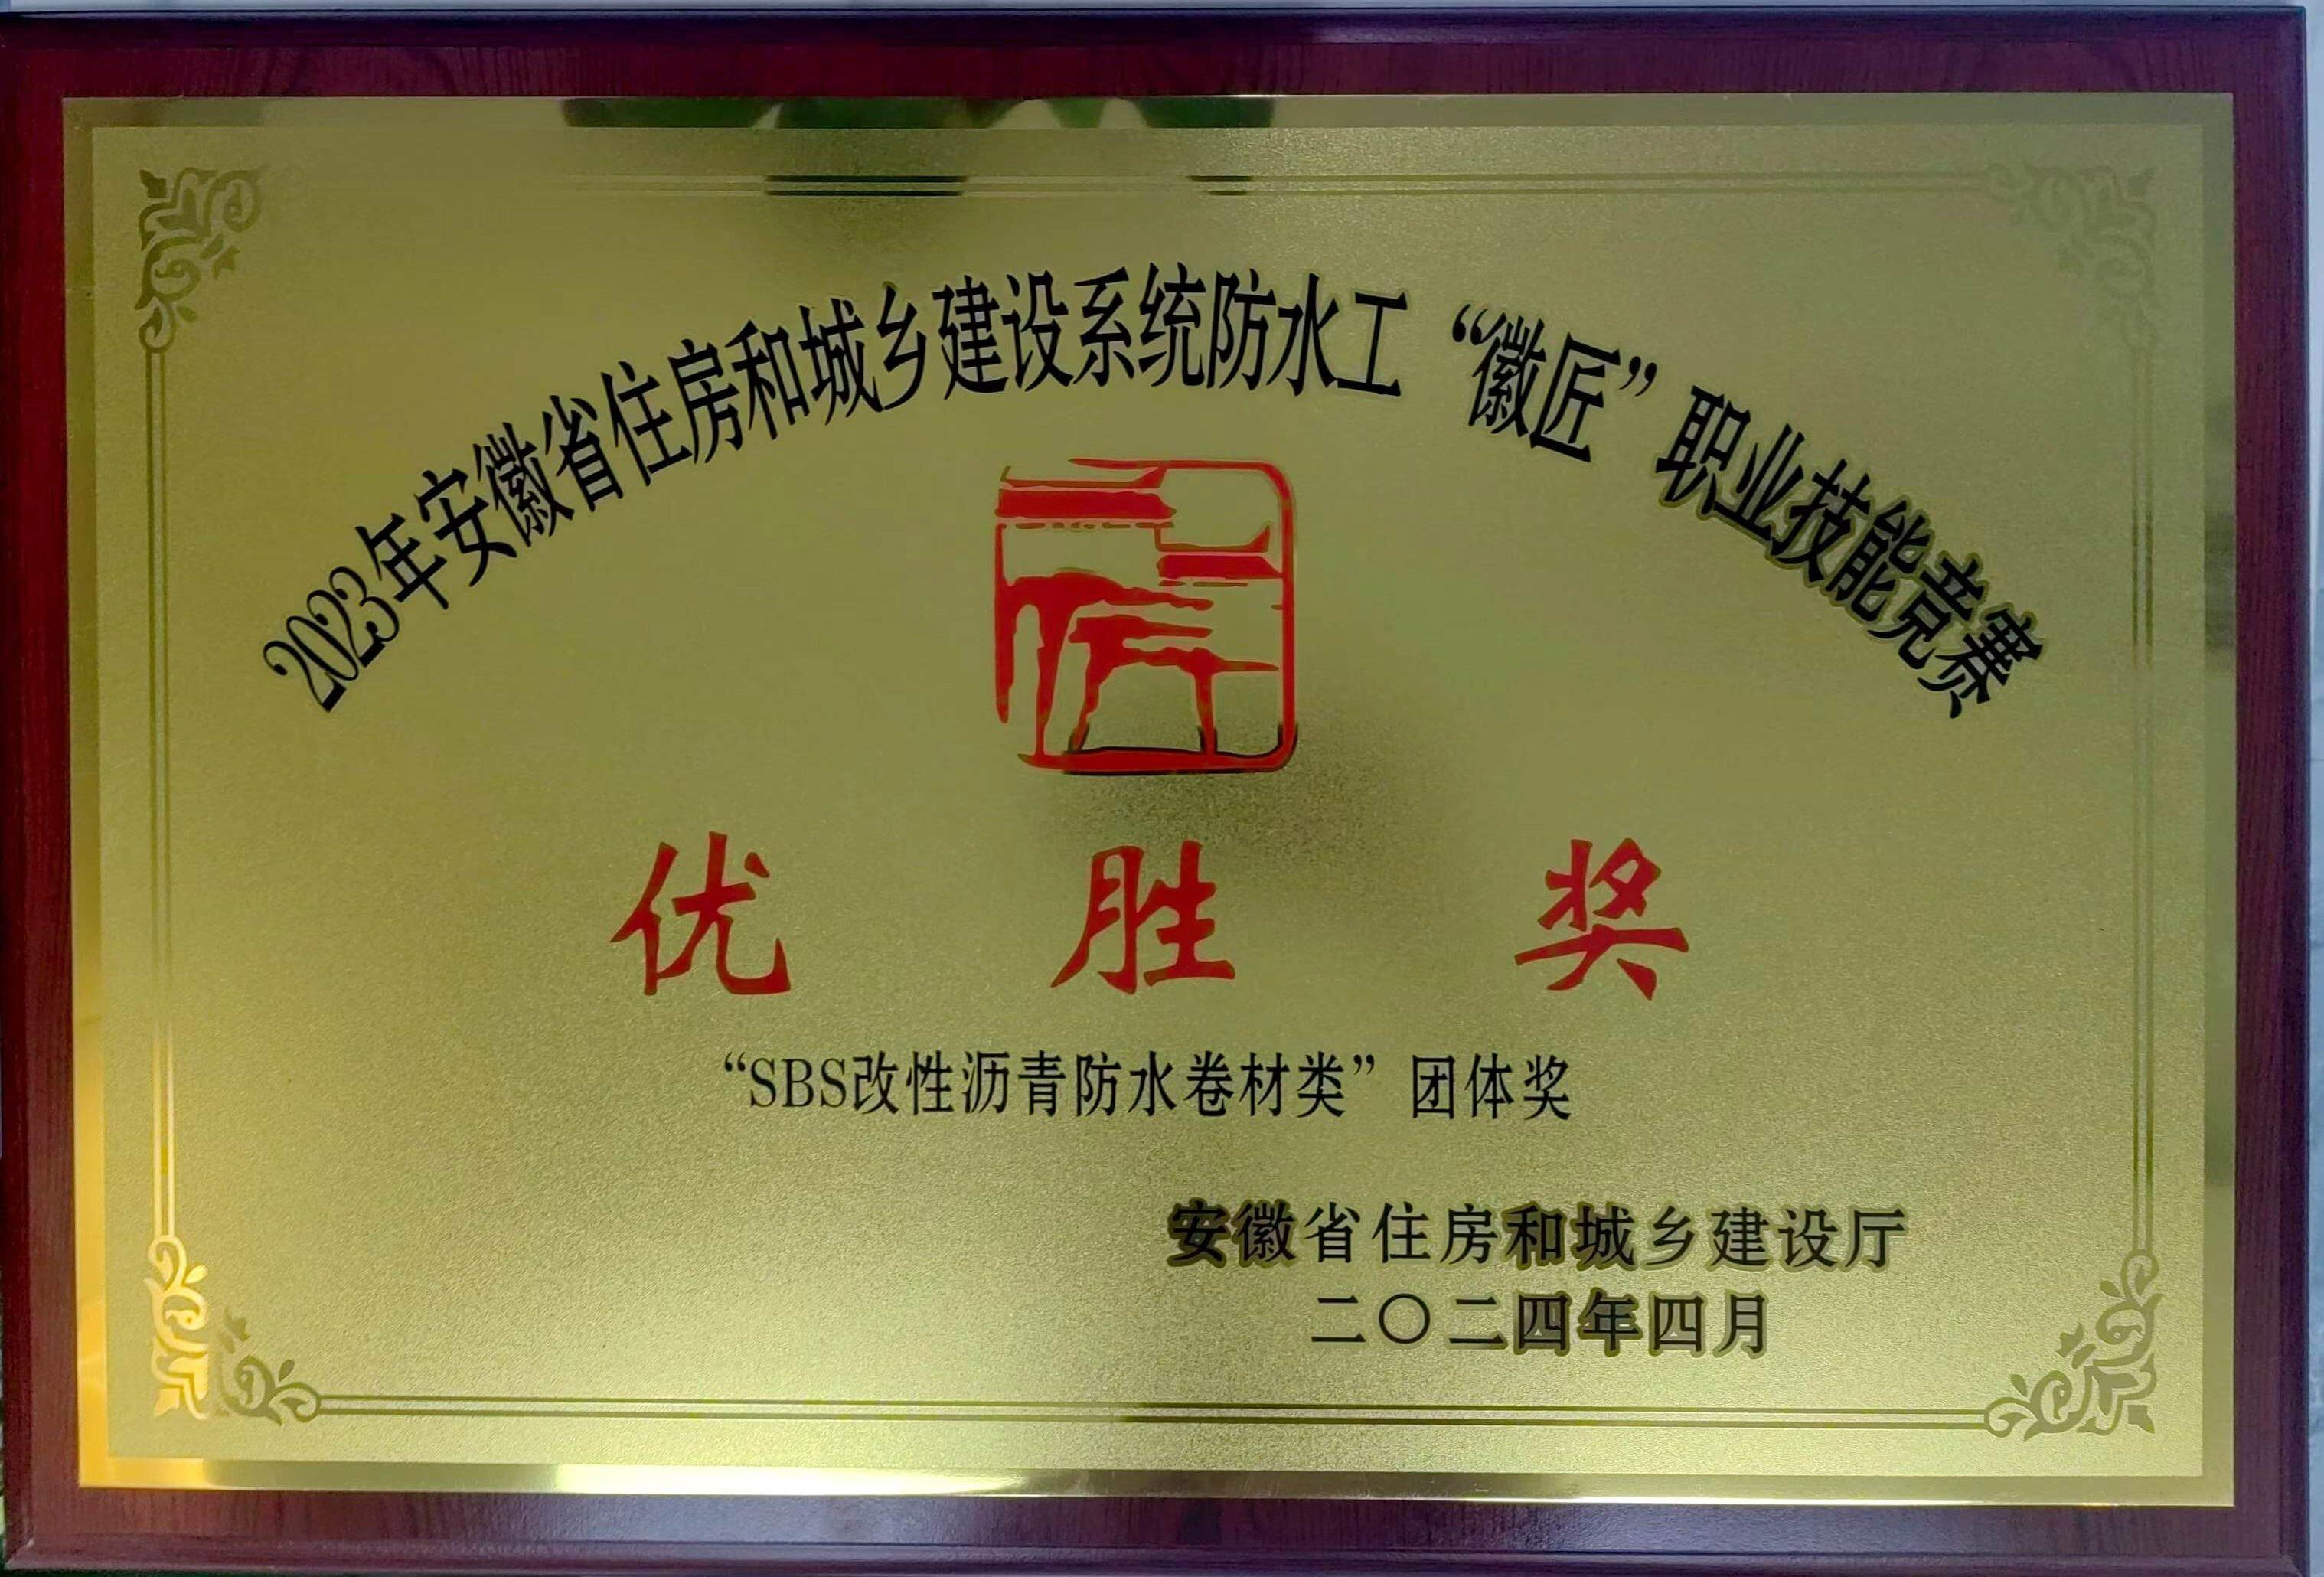 2023年安徽省住房和城乡建设系统防水工“徽匠”职业技能竞赛
匠
优胜奖
“SBS改性沥青防水卷材类”团体奖
安徽省住房和城乡建设厅
二〇二四年四月